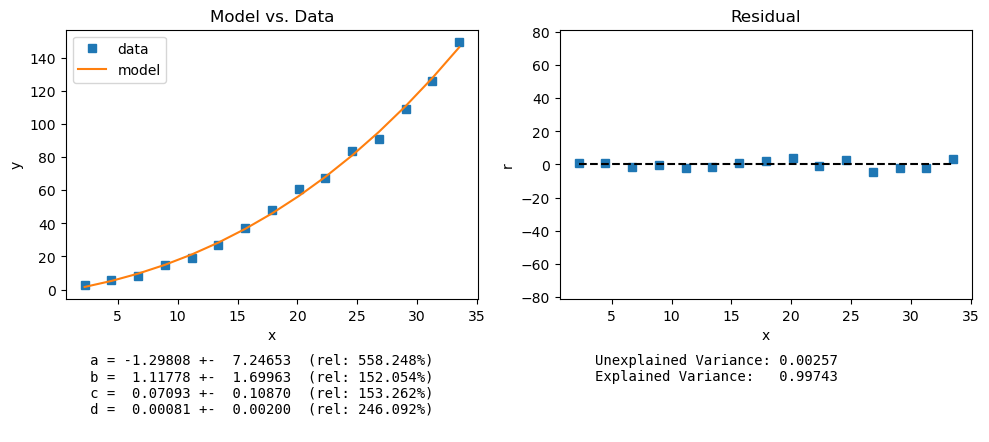 Model vs. Data
data
model
140
120
100
80
60
40
20
0
y
5
10
15
20
25
30
35
x
a = -1.29808 +-  7.24653  (rel: 558.248%)
b =  1.11778 +-  1.69963  (rel: 152.054%)
c =  0.07093 +-  0.10870  (rel: 153.262%)
d =  0.00081 +-  0.00200  (rel: 246.092%)
Residual
80
60
40
20
0
−20
−40
−60
−80
r
5
10
15
20
25
30
35
x
Unexplained Variance: 0.00257
Explained Variance:   0.99743